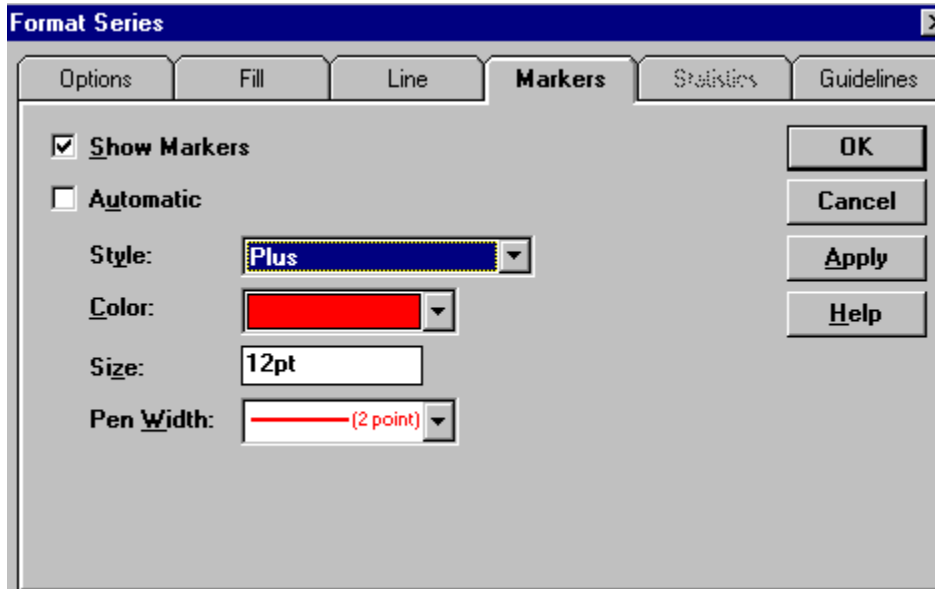 Format Series
Options Fill Line Markers Statistics Guidelines
Show Markers OK
Automatic Cancel
Style: Plus Apply
Color: Help
Size: 12pt
Pen Width: (2 point)